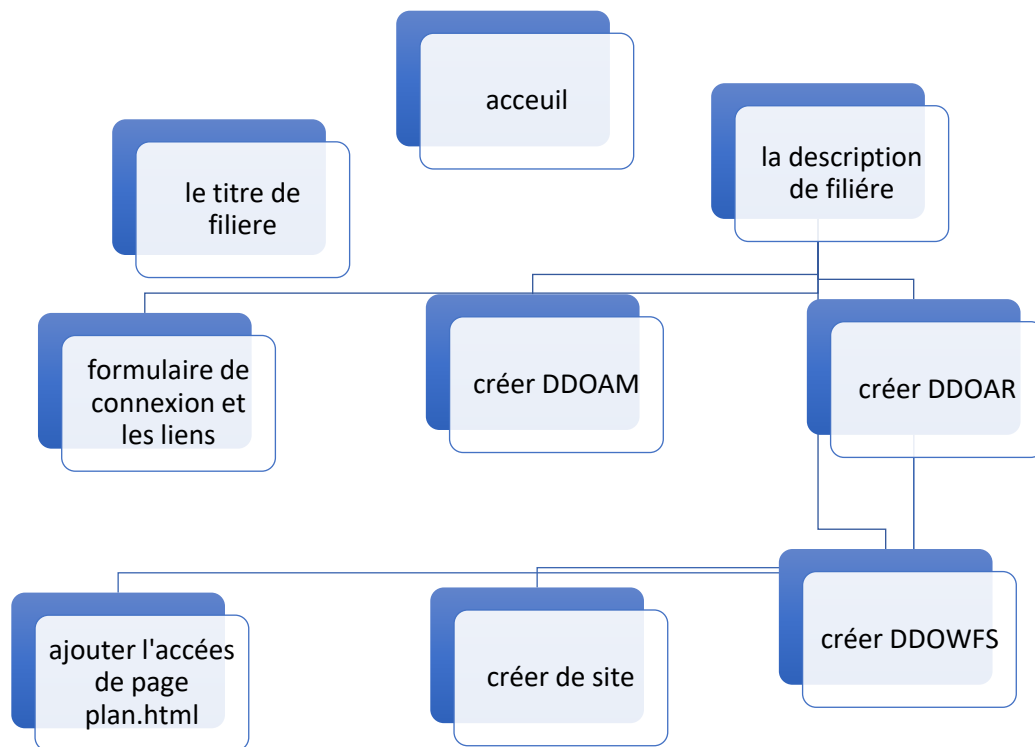 acceuil
le titre de
filiere
la description
de filiére
formulaire de
connexion et
les liens
créer DDOAM
créer DDOAR
ajouter l'accées
de page
plan.html
créer de site
créer DDOWFS